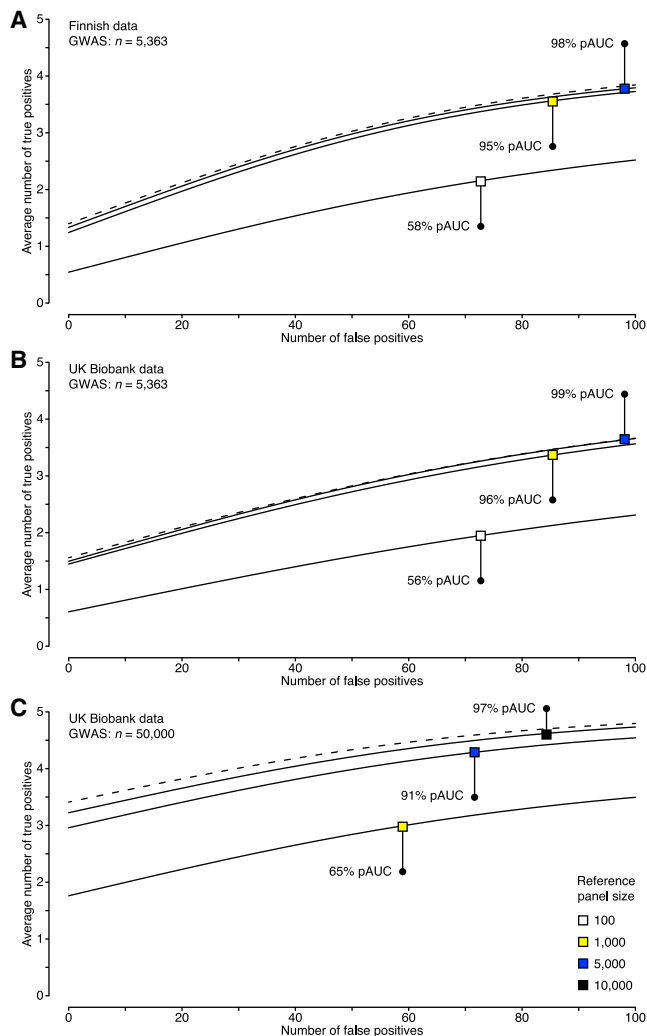 A
Finnish data
GWAS: n = 5,363
98% pAUC
95% pAUC
58% pAUC
Average number of true positives
5
4
3
2
1
0
0
20
40
60
80
100
Number of false positives
B
UK Biobank data
GWAS: n = 5,363
99% pAUC
96% pAUC
56% pAUC
Average number of true positives
5
4
3
2
1
0
0
20
40
60
80
100
Number of false positives
C
UK Biobank data
GWAS: n = 50,000
97% pAUC
91% pAUC
65% pAUC
Average number of true positives
5
4
3
2
1
0
0
20
40
60
80
100
Number of false positives
Reference
panel size
100
1,000
5,000
10,000